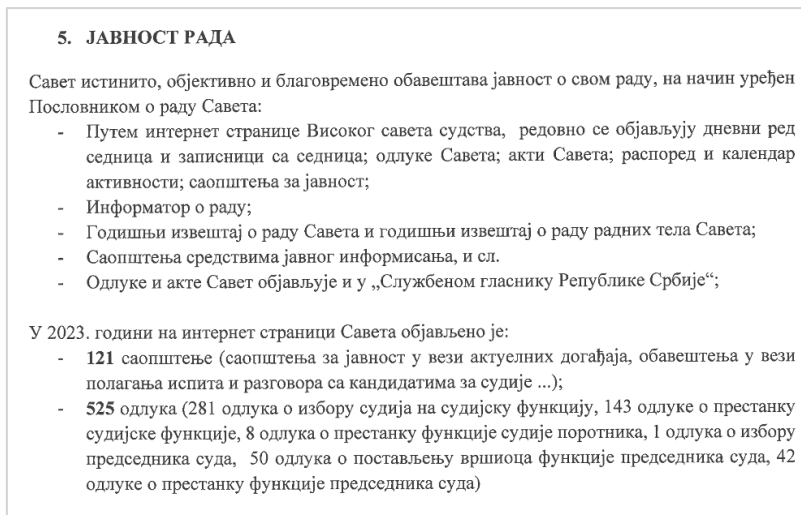 5. ЈАВНОСТ РАДА
Савет истинито, објективно и благовремено обавештава јавност о свом раду, на начин уређен
Пословником о раду Савета:
- Путем интернет странице Високог савета судства, редовно се објављују дневни ред
седница и записници са седница; одлуке Савета; акти Савета; распоред и календар
активности; саопштења за јавност;
- Информатор о раду;
- Годишњи извештај о раду Савета и годишњи извештај о раду радних тела Савета;
- Саопштења средствима јавног информисања, и сл.
- Одлуке и акте Савет објављује и у „Службеном гласнику Републике Србије“;
У 2023. години на интернет страници Савета објављено је:
- 121 саопштење (саопштења за јавност у вези актуелних догађаја, обавештења у вези
полагања испита и разговора са кандидатима за судије ...);
- 525 одлука (281 одлука о избору судија на судијску функцију, 143 одлуке о престанку
судијске функције, 8 одлука о престанку функције судије поротника, 1 одлука о избору
председника суда, 50 одлука о постављењу вршиоца функције председника суда, 42
одлуке о престанку функције председника суда)